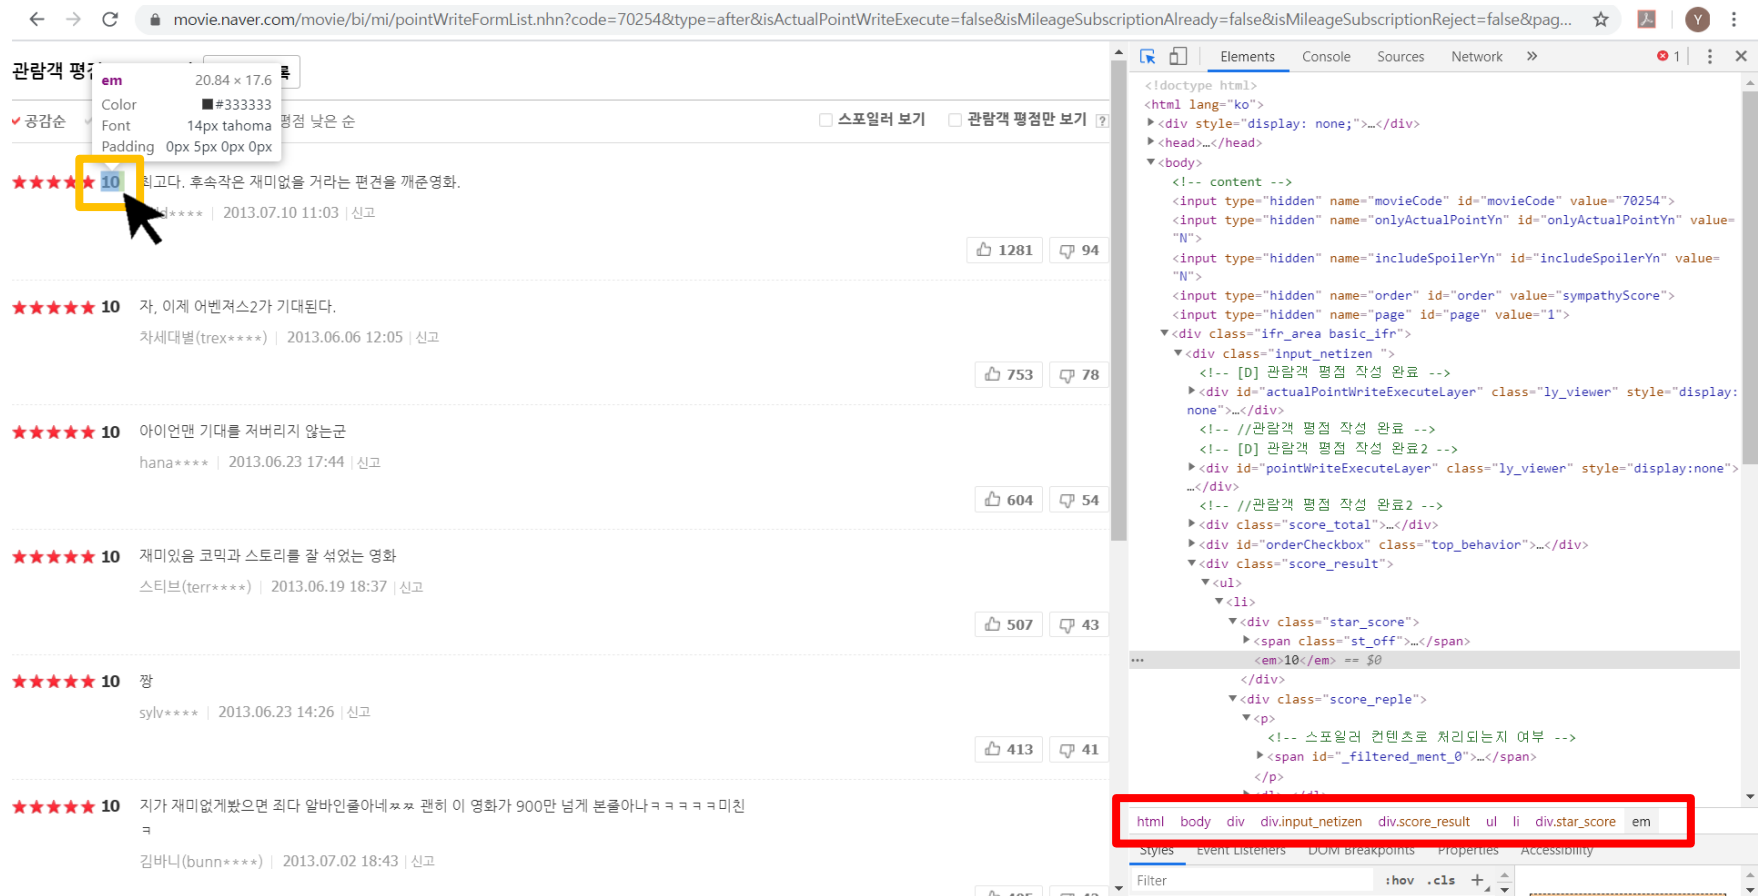 movie.naver.com/movie/bi/mi/pointWriteFormList.nhn?code=70254&type=after&isActualPointWriteExecute=false&isMileageSubscriptionAlready=false&isMileageSubscriptionReject=false&pag... Y
관람객 평점
em 20.84 × 17.6
Color #333333
Font 14px tahoma
Padding 0px 5px 0px 0px
공감순 평점 낮은 순 스포일러 보기 관람객 평점만 보기 ?
10 최고다. 후속작은 재미없을 거라는 편견을 깨준영화.
**** 2013.07.10 11:03 신고
1281 94
10 자, 이제 어벤져스2가 기대된다.
차세대별(trex****) 2013.06.06 12:05 신고
753 78
10 아이언맨 기대를 저버리지 않는군
hana**** 2013.06.23 17:44 신고
604 54
10 재미있음 코믹과 스토리를 잘 섞었는 영화
스티브(terr****) 2013.06.19 18:37 신고
507 43
10 짱
sylv**** 2013.06.23 14:26 신고
413 41
10 지가 재미없게봤으면 죄다 알바인줄아네ㅉㅉ 괜히 이 영화가 900만 넘게 본줄아나ㅋㅋㅋㅋㅋ미친
ㅋ
김바니(bunn****) 2013.07.02 18:43 신고
Elements Console Sources Network » 1
<!doctype html>
<html lang="ko">
<div style="display: none;">…</div>
<head>…</head>
<body>
<!-- content -->
<input type="hidden" name="movieCode" id="movieCode" value="70254">
<input type="hidden" name="onlyActualPointYn" id="onlyActualPointYn" value=
"N">
<input type="hidden" name="includeSpoilerYn" id="includeSpoilerYn" value=
"N">
<input type="hidden" name="order" id="order" value="sympathyScore">
<input type="hidden" name="page" id="page" value="1">
<div class="ifr_area basic_ifr">
<div class="input_netizen ">
<!-- [D] 관람객 평점 작성 완료 -->
<div id="actualPointWriteExecuteLayer" class="ly_viewer" style="display:
none">…</div>
<!-- //관람객 평점 작성 완료 -->
<!-- [D] 관람객 평점 작성 완료2 -->
<div id="pointWriteExecuteLayer" class="ly_viewer" style="display:none">
…</div>
<!-- //관람객 평점 작성 완료2 -->
<div class="score_total">…</div>
<div id="orderCheckbox" class="top_behavior">…</div>
<div class="score_result">
<ul>
<li>
<div class="star_score">
<span class="st_off">…</span>
<em>10</em> == $0
</div>
<div class="score_reple">
<p>
<!-- 스포일러 컨텐츠로 처리되는지 여부 -->
<span id="_filtered_ment_0">…</span>
</p>
html body div div.input_netizen div.score_result ul li div.star_score em
Styles Event Listeners DOM Breakpoints Properties Accessibility
Filter :hov .cls +